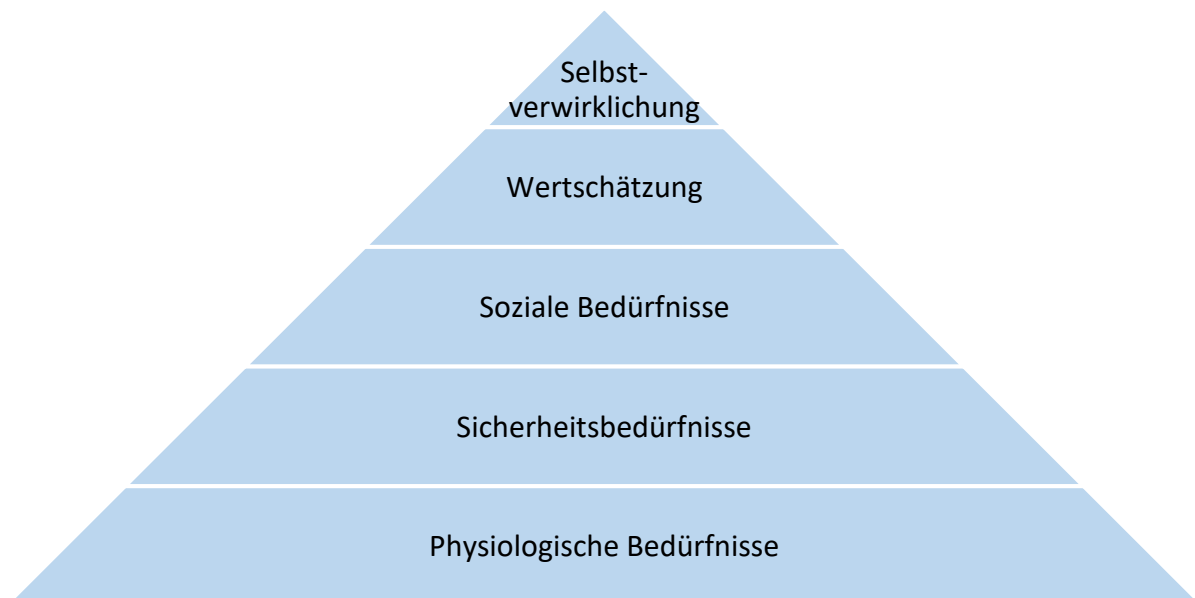 Selbst-
verwirklichung
Wertschätzung
Soziale Bedürfnisse
Sicherheitsbedürfnisse
Physiologische Bedürfnisse